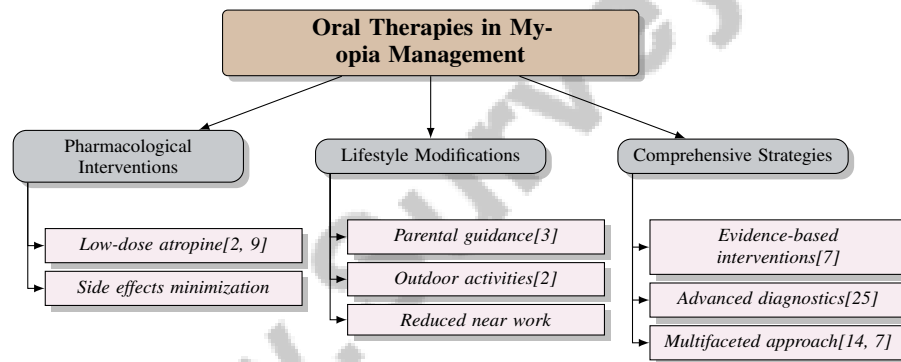 Oral Therapies in My-
opia Management
Pharmacological
Interventions
Low-dose atropine[2, 9]
Side effects minimization
Lifestyle Modifications
Parental guidance[3]
Outdoor activities[2]
Reduced near work
Comprehensive Strategies
Evidence-based
interventions[7]
Advanced diagnostics[25]
Multifaceted approach[14, 7]